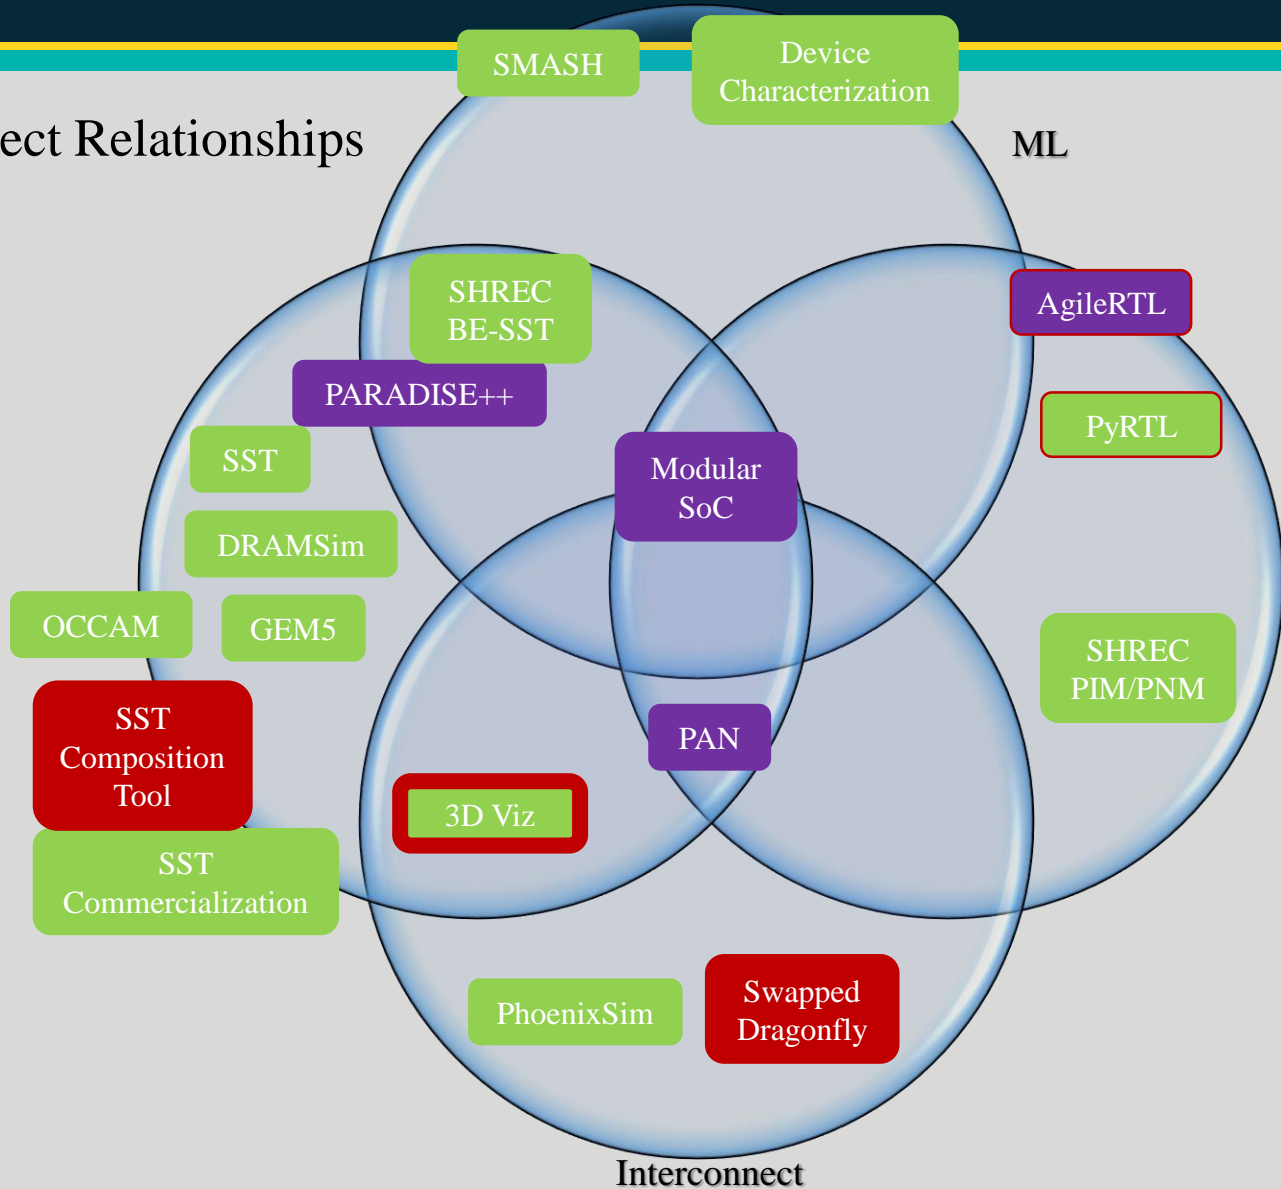 SMASH
Device
Characterization
ect Relationships
ML
SHREC
BE-SST
AgileRTL
PARADISE++
PyRTL
SST
Modular
SoC
DRAMSim
OCCAM
GEM5
SHREC
PIM/PNM
SST
Composition
Tool
PAN
3D Viz
SST
Commercialization
PhoenixSim
Swapped
Dragonfly
Interconnect